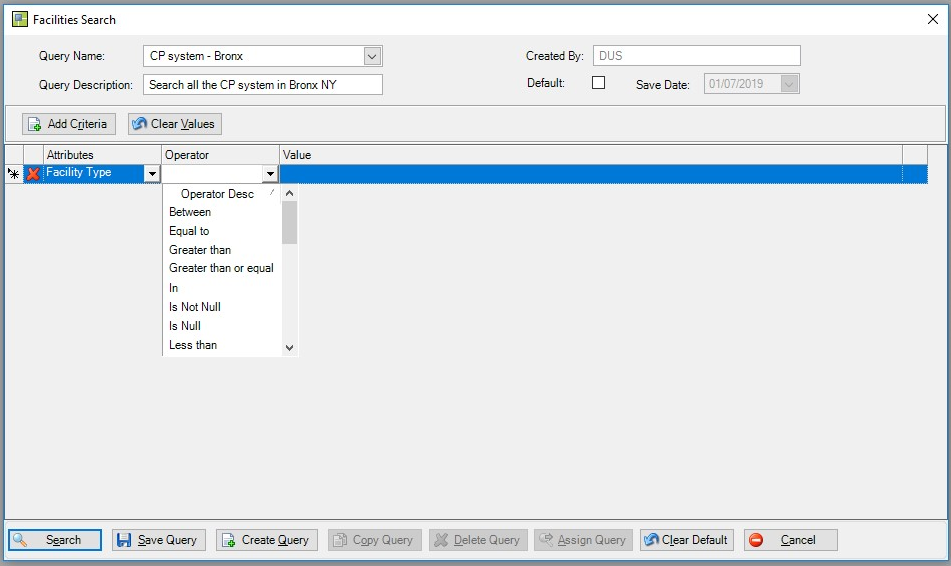 Facilities Search
Query Name: CP system - Bronx Created By: DUS
Query Description: Search all the CP system in Bronx NY Default: Save Date: 01/07/2019
Add Criteria Clear Values
Attributes Operator Value
Facility Type
Operator Desc
Between
Equal to
Greater than
Greater than or equal
In
Is Not Null
Is Null
Less than
Search Save Query Create Query Copy Query Delete Query Assign Query Clear Default Cancel